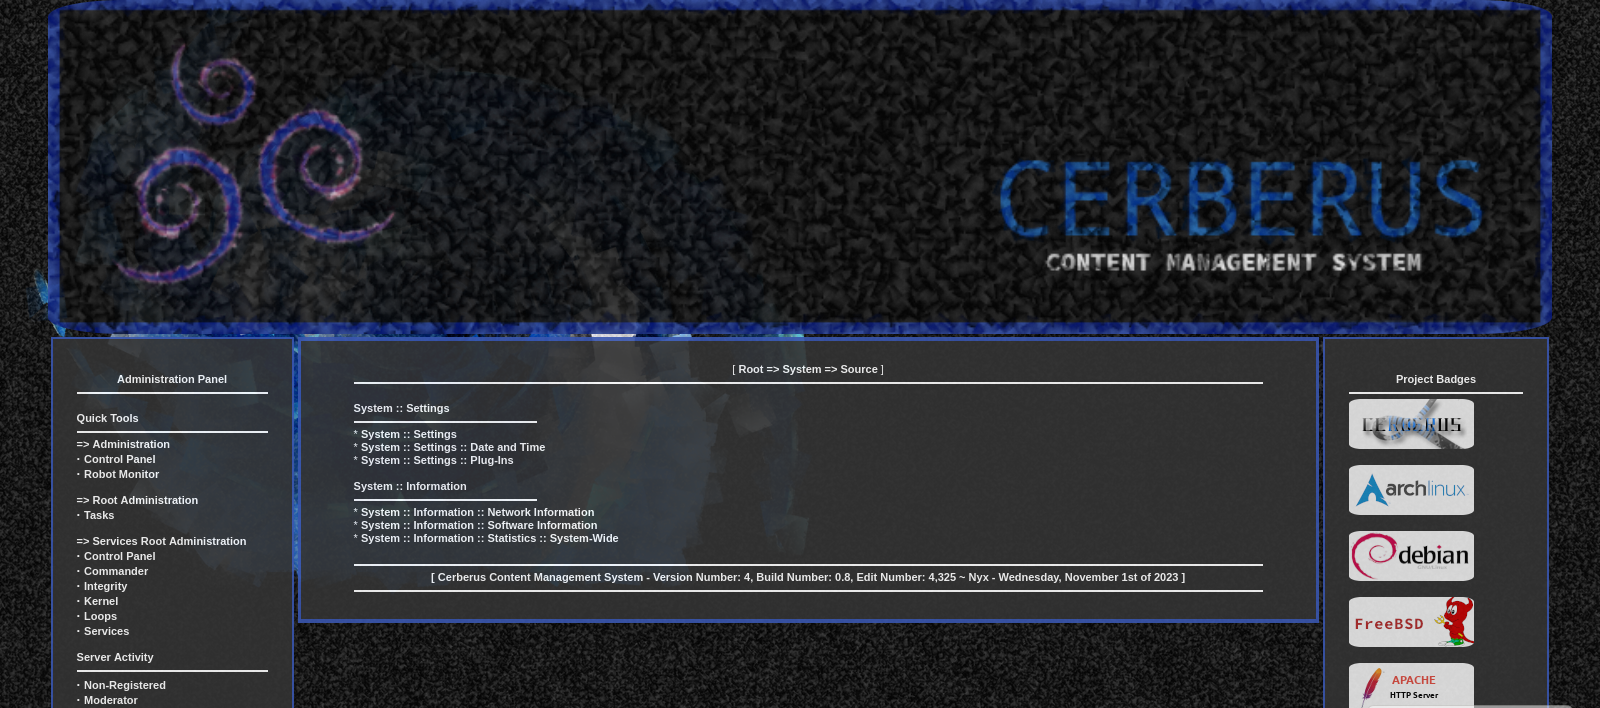 CERBERUS
CONTENT MANAGEMENT SYSTEM
Administration Panel
Quick Tools
=> Administration
· Control Panel
· Robot Monitor
=> Root Administration
· Tasks
=> Services Root Administration
· Control Panel
· Commander
· Integrity
· Kernel
· Loops
· Services
Server Activity
· Non-Registered
· Moderator
[ Root => System => Source ]
System :: Settings
* System :: Settings
* System :: Settings :: Date and Time
* System :: Settings :: Plug-Ins
System :: Information
* System :: Information :: Network Information
* System :: Information :: Software Information
* System :: Information :: Statistics :: System-Wide
[ Cerberus Content Management System - Version Number: 4, Build Number: 0.8, Edit Number: 4,325 ~ Nyx - Wednesday, November 1st of 2023 ]
Project Badges
CERBERUS
archlinux
debian
FreeBSD
APACHE
HTTP Server